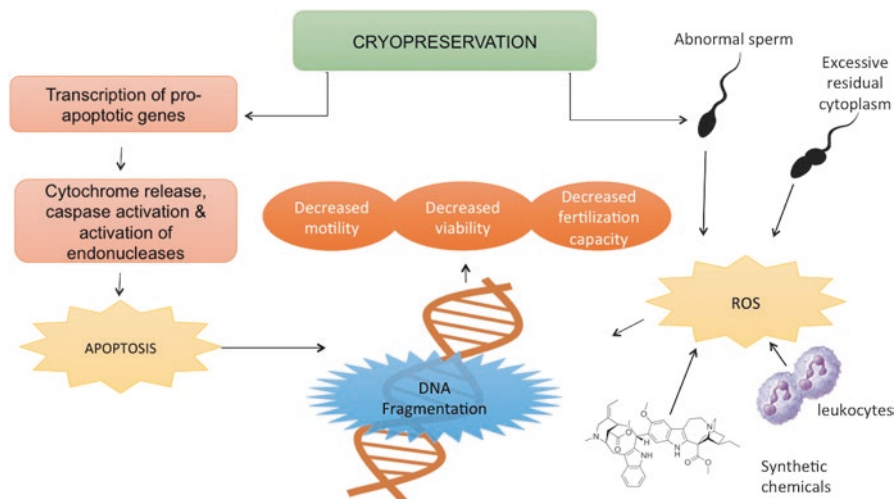 CRYOPRESERVATION
Abnormal sperm
Excessive
residual
cytoplasm
Transcription of pro-
apoptotic genes
Cytochrome release,
caspase activation &
activation of
endonucleases
Decreased
motility
Decreased
viability
Decreased
fertilization
capacity
APOPTOSIS
ROS
DNA
Fragmentation
leukocytes
Synthetic
chemicals
O
N
H
N
O
O
H
NH
N
H
N
O
O